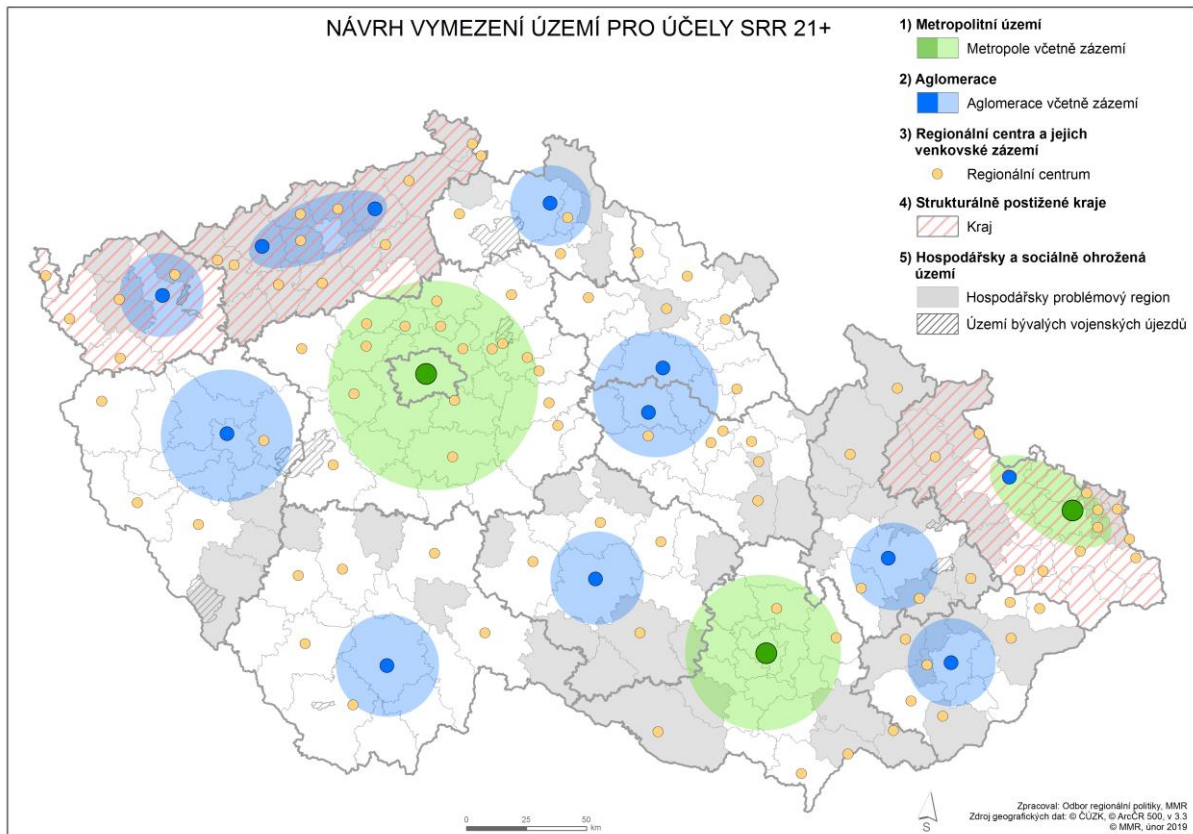 NÁVRH VYMEZENÍ ÚZEMÍ PRO ÚČELY SRR 21+
1) Metropolitní území
Metropole včetně zázemí
2) Aglomerace
Aglomerace včetně zázemí
3) Regionální centra a jejich
venkovské zázemí
Regionální centrum
4) Strukturálně postižené kraje
Kraj
5) Hospodářsky a sociálně ohrožená
území
Hospodářsky problémový region
Území bývalých vojenských újezdů
0 25 50
km
S
Zpracoval: Odbor regionální politiky, MMR
Zdroj geografických dat: © ČÚZK, © ArcČR 500, v 3.3
© MMR, únor 2019